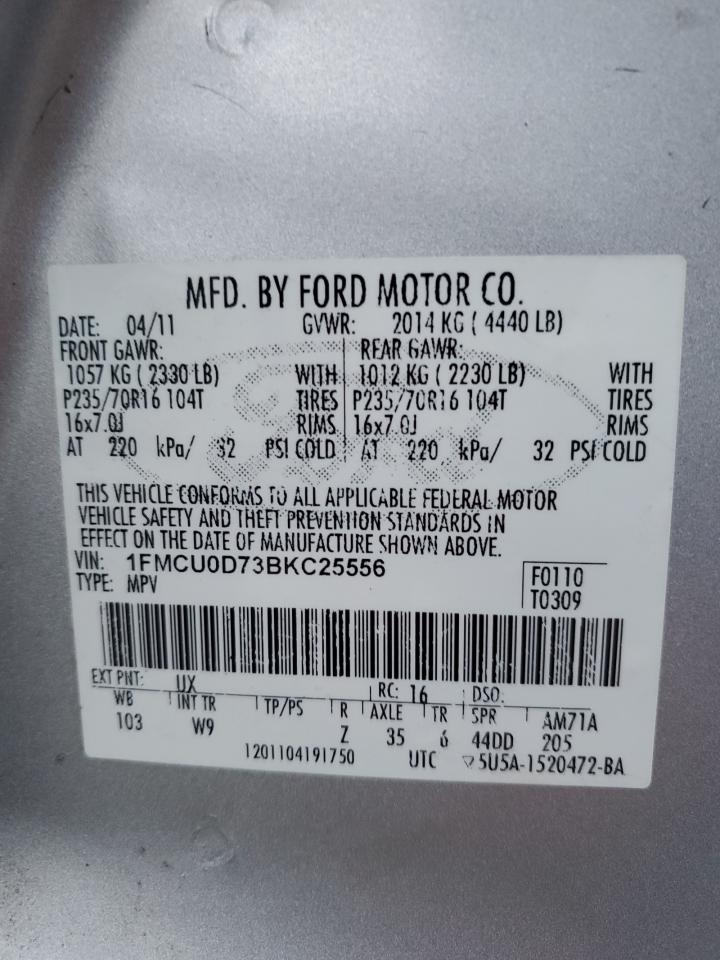 MFD. BY FORD MOTOR CO.
DATE: 04/11 GVWR: 2014 KG ( 4440 LB)
FRONT GAWR: REAR GAWR:
1057 KG ( 2330 LB) WITH 1012 KG ( 2230 LB) WITH
P235/70R16 104T TIRES P235/70R16 104T TIRES
16x7.0J RIMS 16x7.0J RIMS
AT 220 kPa/ 32 PSI COLD AT 220 kPa/ 32 PSI COLD
THIS VEHICLE CONFORMS TO ALL APPLICABLE FEDERAL MOTOR
VEHICLE SAFETY AND THEFT PREVENTION STANDARDS IN
EFFECT ON THE DATE OF MANUFACTURE SHOWN ABOVE.
VIN: 1FMCU0D73BKC25556 F0110
TYPE: MPV T0309
EXT PNT: UX RC: 16 DSO:
WB INT TR TP/PS R AXLE TR SPR AM71A
103 W9 Z 35 6 44DD 205
1201104191750 UTC ▽5U5A-1520472-BA